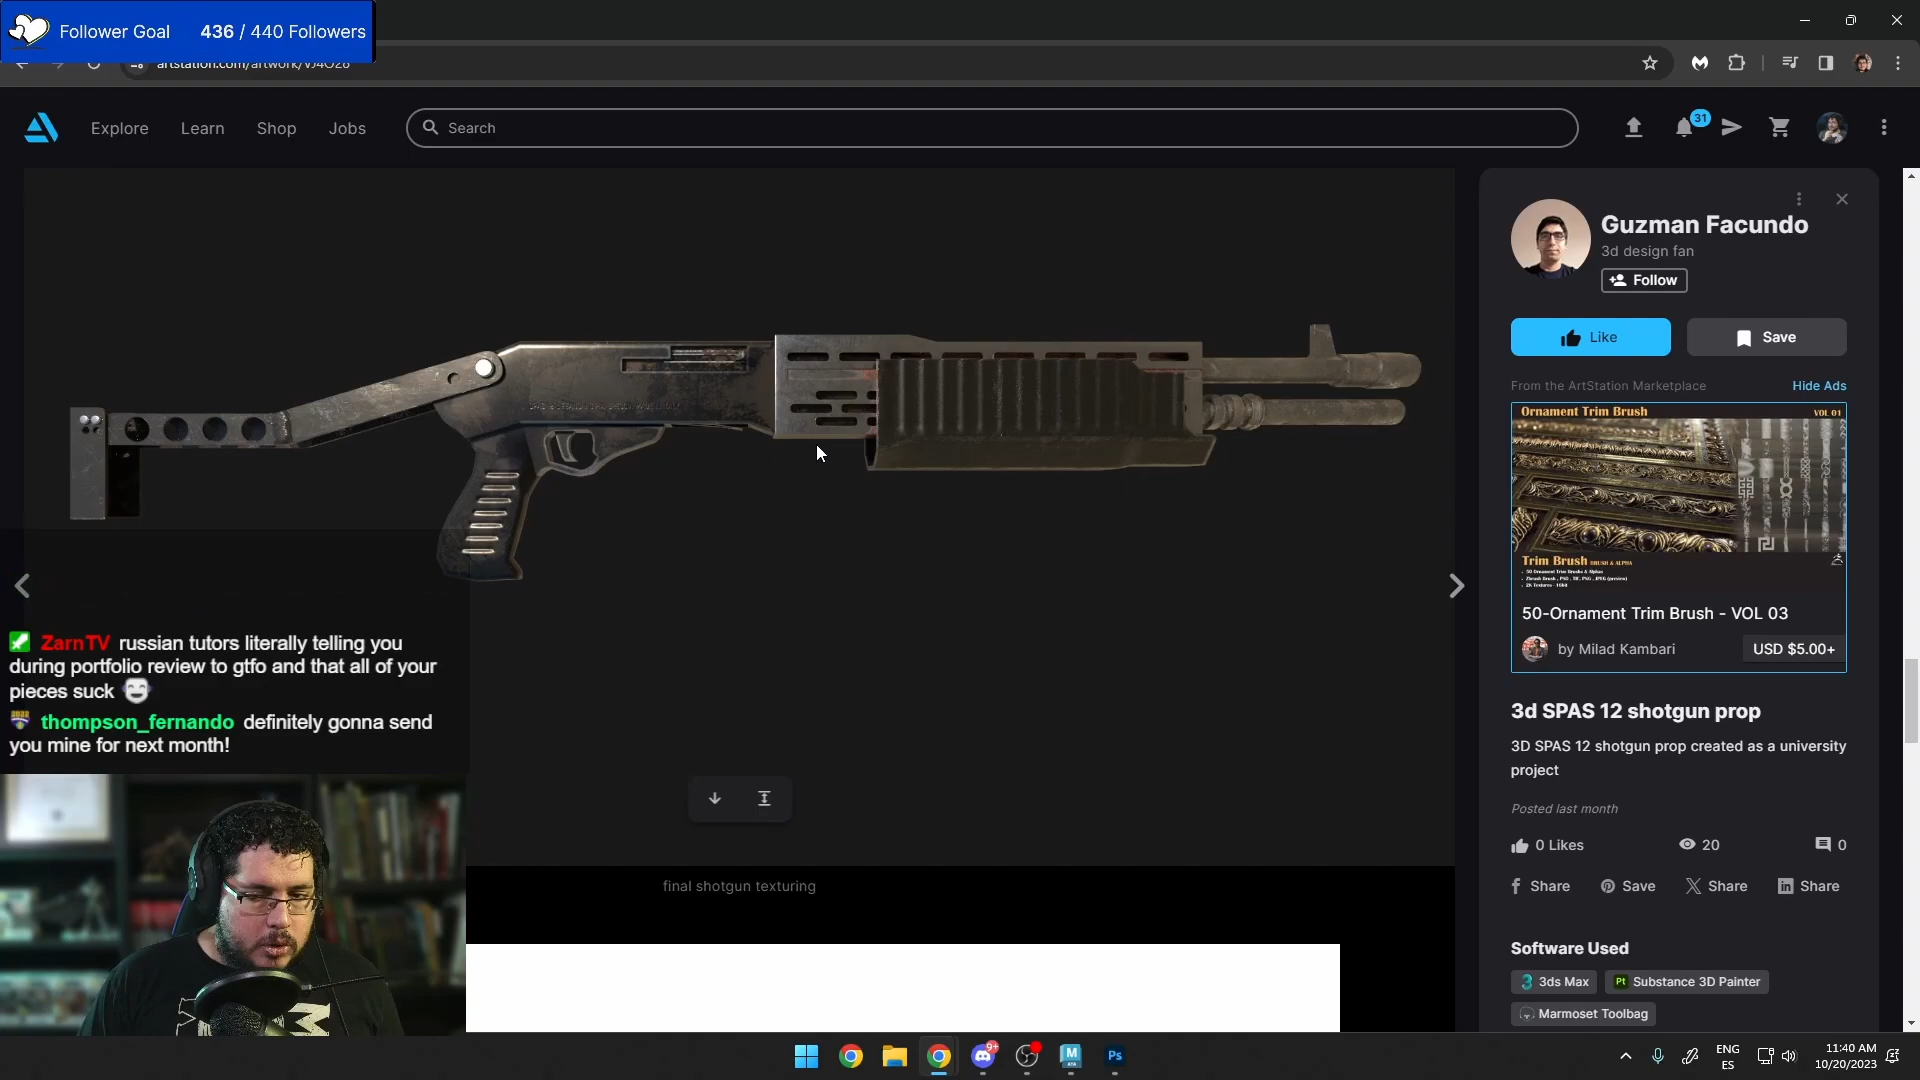 Follower Goal 436 / 440 Followers
Explore Learn Shop Jobs Search 31
Guzman Facundo
3d design fan
Follow
Like Save
From the ArtStation Marketplace Hide Ads
Ornament Trim Brush VOL 01
Trim Brush BRUSH & ALPHA
50-Ornament Trim Brush - VOL 03
by Milad Kambari USD $5.00+
ZarnTV russian tutors literally telling you
during portfolio review to gtfo and that all of your
pieces suck
thompson_fernando definitely gonna send
you mine for next month!
3d SPAS 12 shotgun prop
3D SPAS 12 shotgun prop created as a university
project
Posted last month
0 Likes 20 0
Share Save Share Share
final shotgun texturing
Software Used
3ds Max Pt Substance 3D Painter
Marmoset Toolbag
9+ M Ps
ENG
ES
11:40 AM
10/20/2023